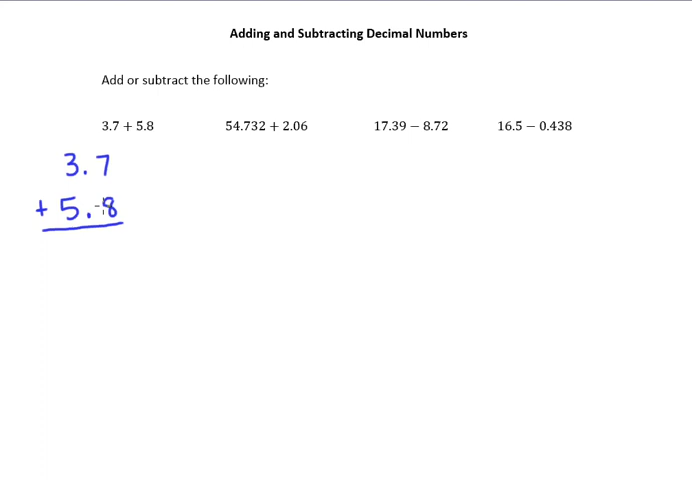 Adding and Subtracting Decimal Numbers
Add or subtract the following:
3.7 + 5.8 54.732 + 2.06 17.39 − 8.72 16.5 − 0.438
3.7
+ 5.8